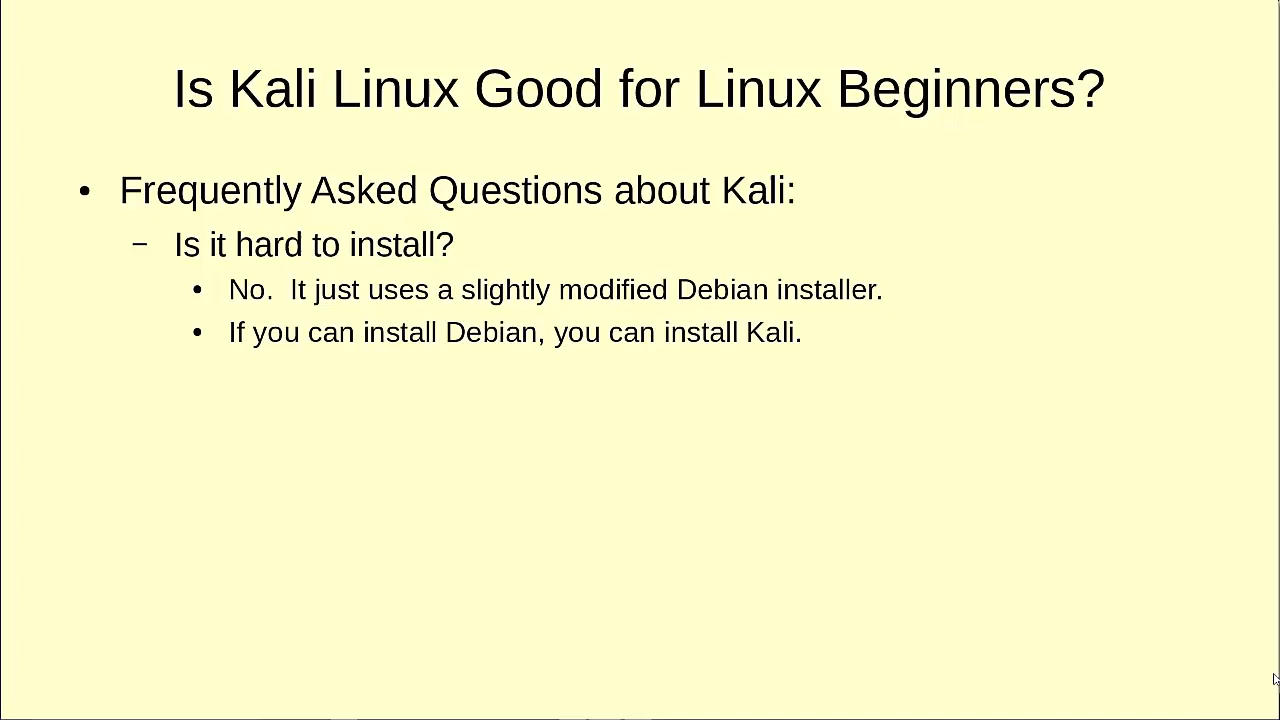 Is Kali Linux Good for Linux Beginners?
• Frequently Asked Questions about Kali:
– Is it hard to install?
• No.  It just uses a slightly modified Debian installer.
• If you can install Debian, you can install Kali.